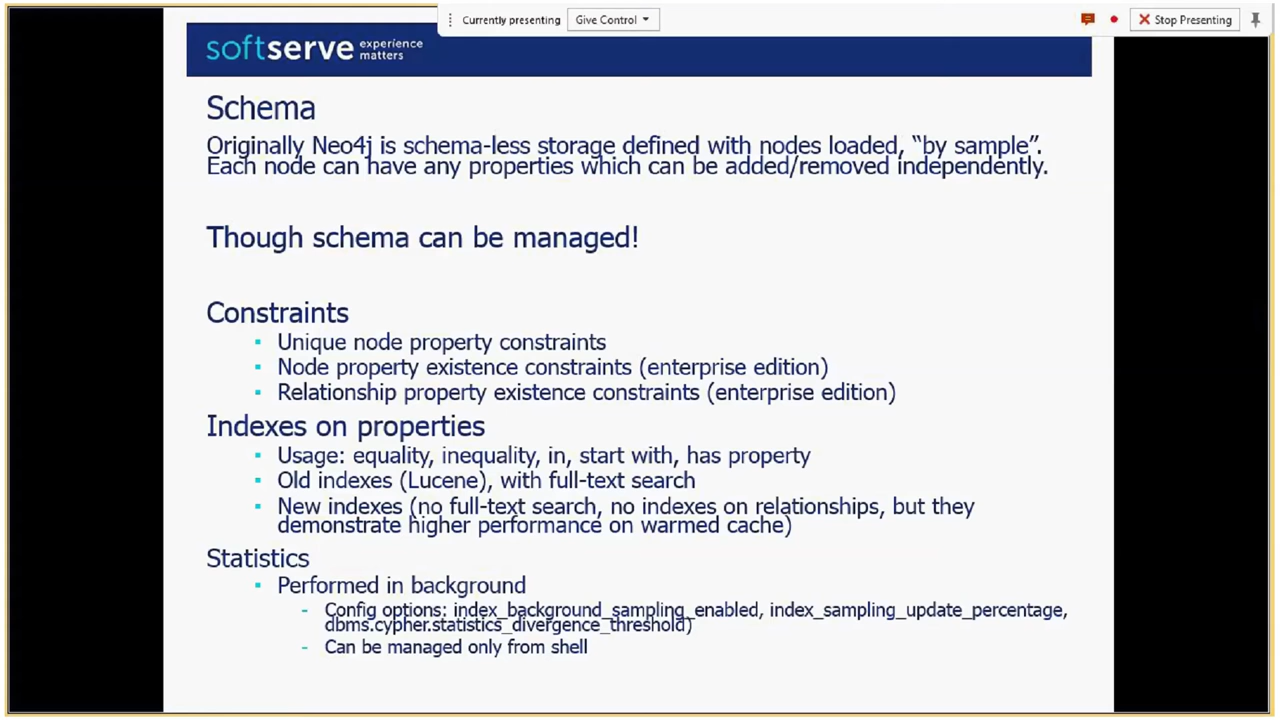 Currently presenting
Give Control
Stop Presenting
softserve experience
matters
Schema
Originally Neo4j is schema-less storage defined with nodes loaded, “by sample”.
Each node can have any properties which can be added/removed independently.
Though schema can be managed!
Constraints
Unique node property constraints
Node property existence constraints (enterprise edition)
Relationship property existence constraints (enterprise edition)
Indexes on properties
Usage: equality, inequality, in, start with, has property
Old indexes (Lucene), with full-text search
New indexes (no full-text search, no indexes on relationships, but they
demonstrate higher performance on warmed cache)
Statistics
Performed in background
- Config options: index_background_sampling_enabled, index_sampling_update_percentage,
dbms.cypher.statistics_divergence_threshold)
- Can be managed only from shell